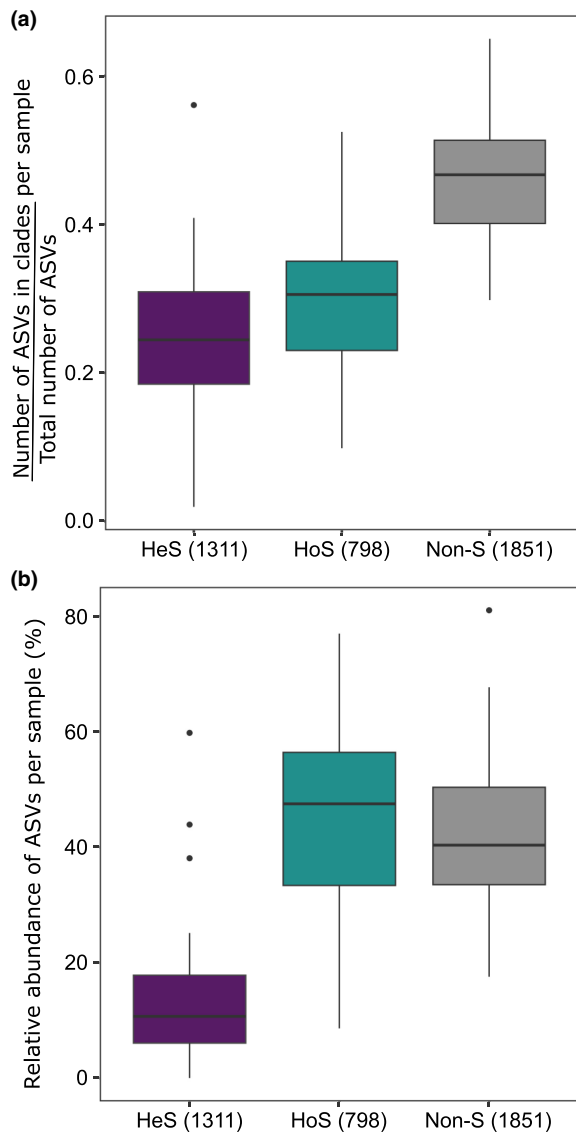 (a)
Number of ASVs in clades per sample
Total number of ASVs
0.6
0.4
0.2
0.0
HeS (1311) HoS (798) Non-S (1851)
(b)
Relative abundance of ASVs per sample (%)
80
60
40
20
0
HeS (1311) HoS (798) Non-S (1851)